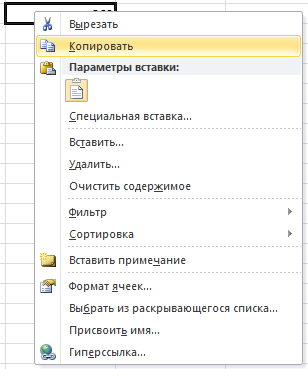 Вырезать
Копировать
Параметры вставки:
Специальная вставка...
Вставить...
Удалить...
Очистить содержимое
Фильтр
Сортировка
Вставить примечание
Формат ячеек...
Выбрать из раскрывающегося списка...
Присвоить имя...
Гиперссылка...